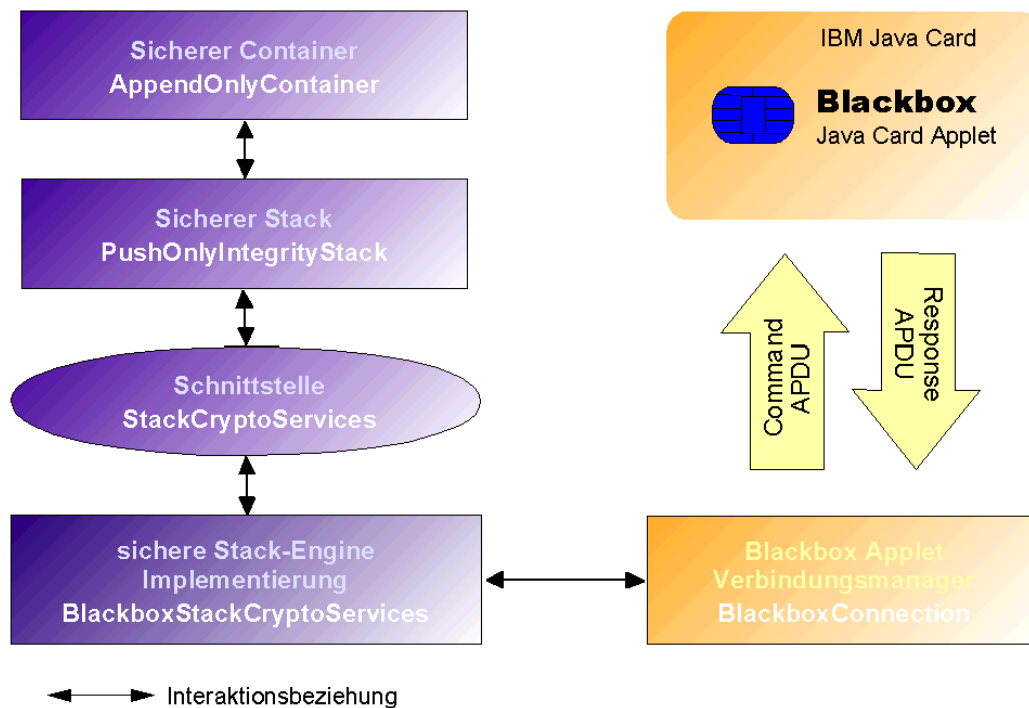 Sicherer Container
AppendOnlyContainer
Sicherer Stack
PushOnlyIntegrityStack
Schnittstelle
StackCryptoServices
sichere Stack-Engine
Implementierung
BlackboxStackCryptoServices
IBM Java Card
Blackbox
Java Card Applet
Command
APDU
Response
APDU
Blackbox Applet
Verbindungsmanager
BlackboxConnection
Interaktionsbeziehung